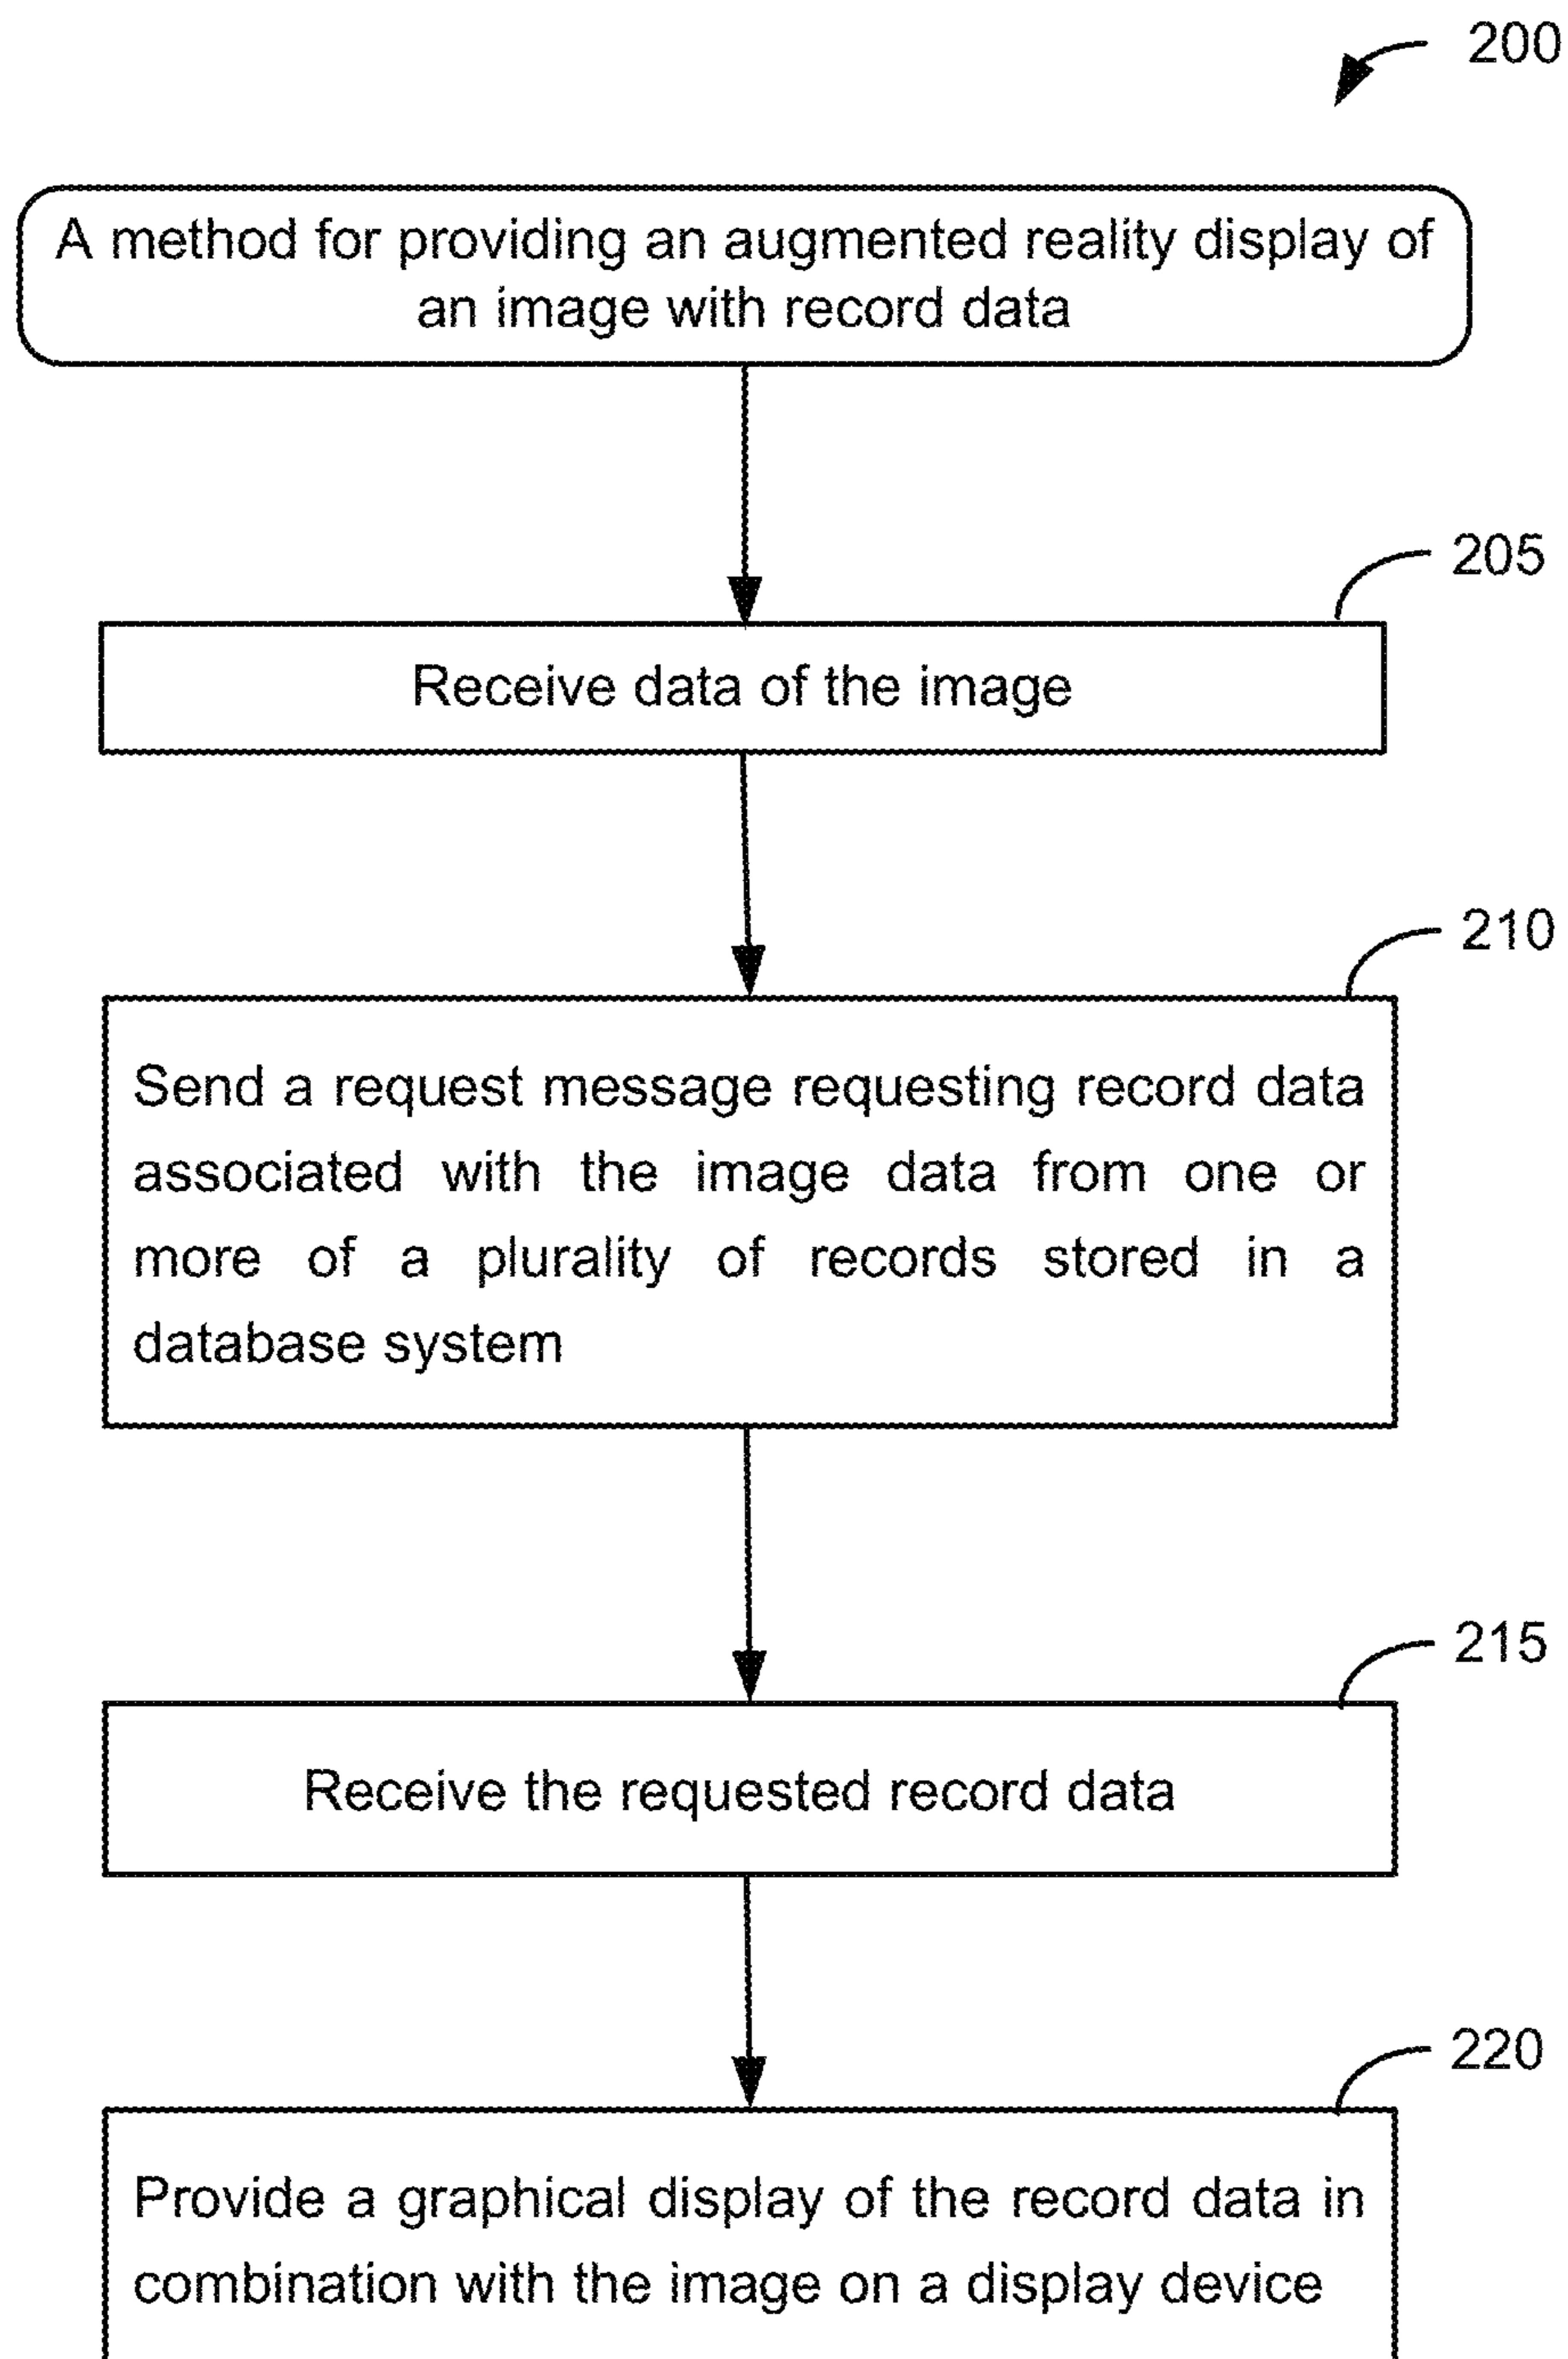 200
A method for providing an augmented reality display of
an image with record data
205
Receive data of the image
210
Send a request message requesting record data
associated with the image data from one or
more of a plurality of records stored in a
database system
215
Receive the requested record data
220
Provide a graphical display of the record data in
combination with the image on a display device